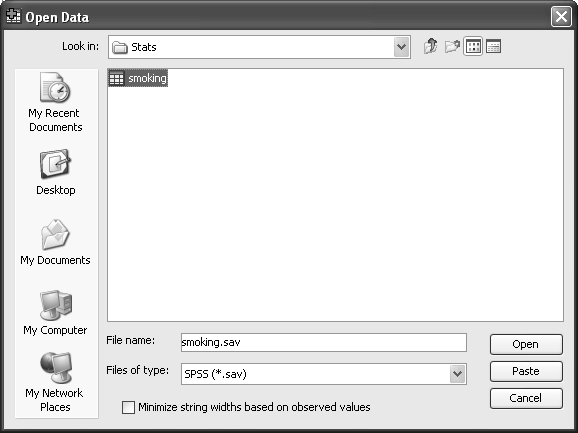 Open Data
Look in:
Stats
smoking
My Recent
Documents
Desktop
My Documents
My Computer
My Network
Places
File name:
smoking.sav
Open
Files of type:
SPSS (*.sav)
Paste
Minimize string widths based on observed values
Cancel